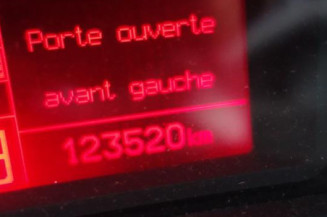 Porte ouverte
avant gauche
123520km